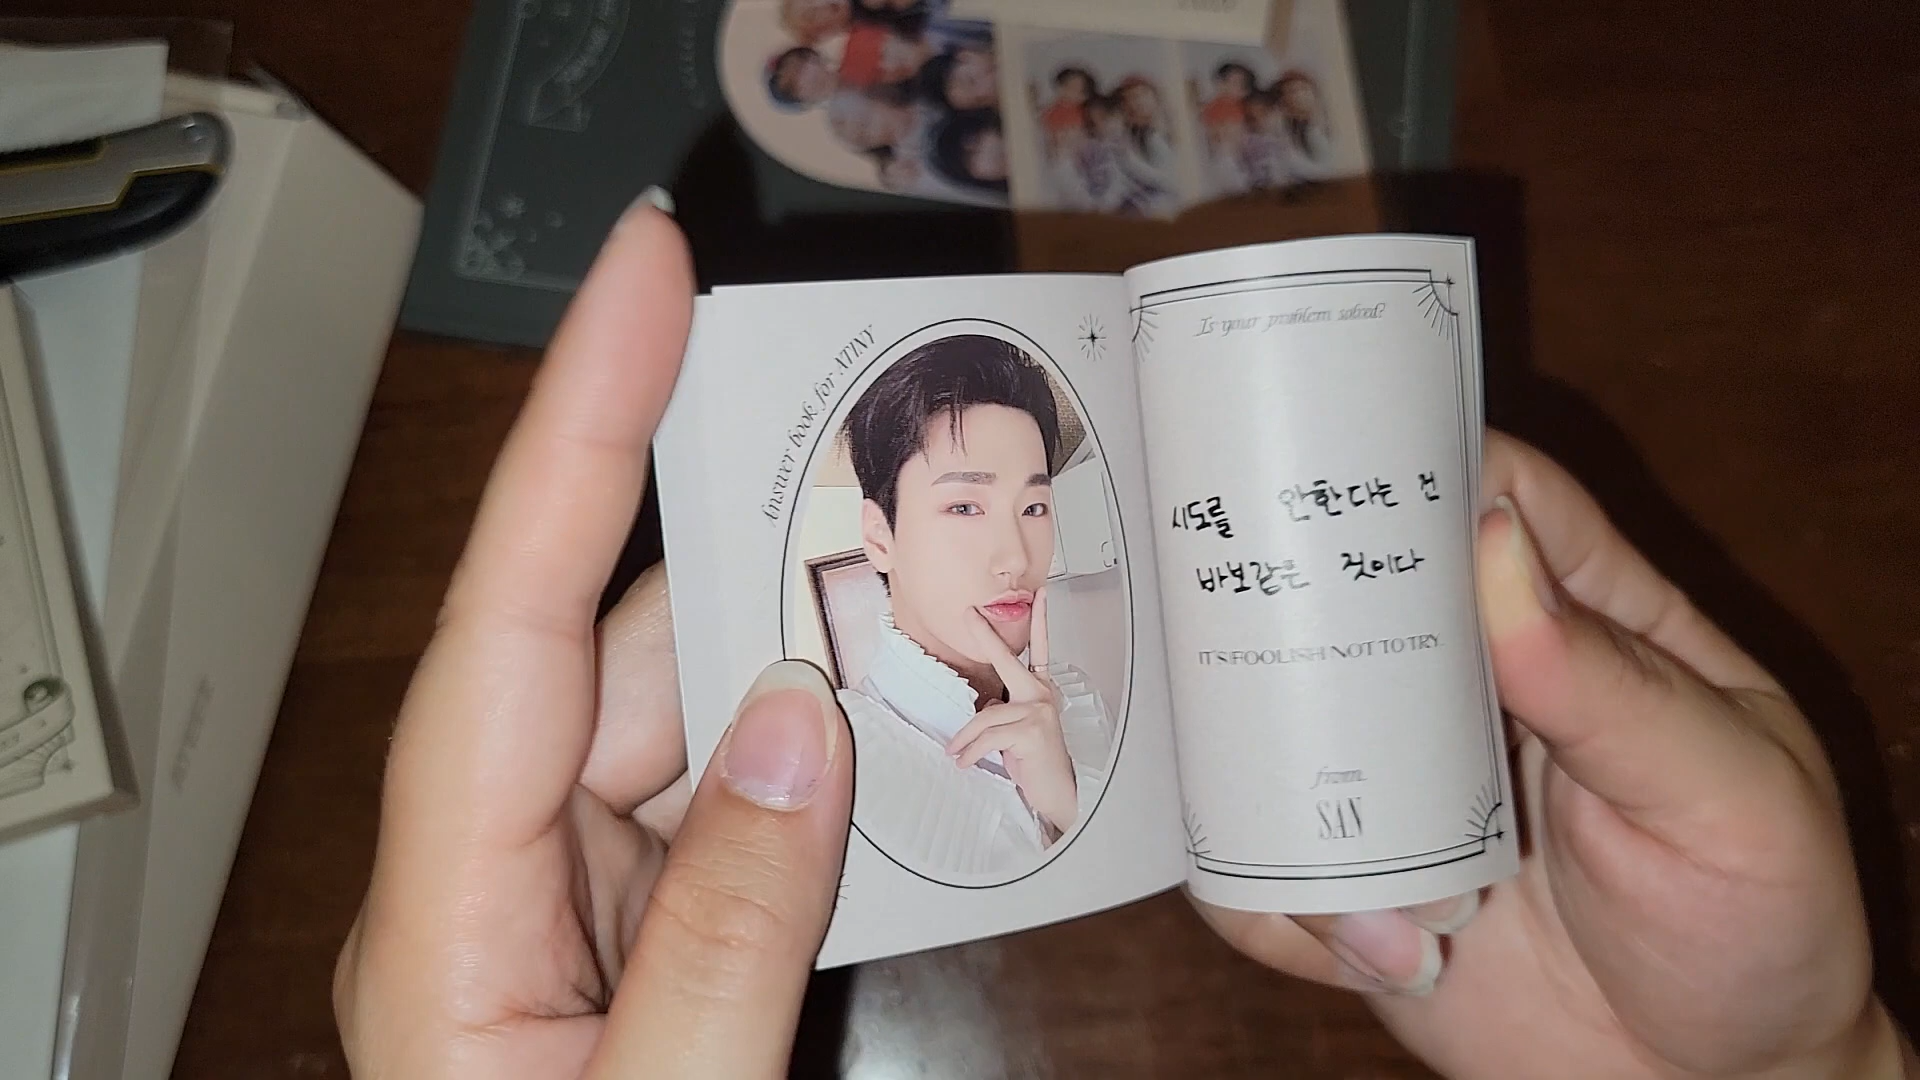 Answer book for ATINY
Is your problem solved?
시도를 안한다는 건
바보같은 것이다
IT'S FOOLISH NOT TO TRY.
from.
SAN